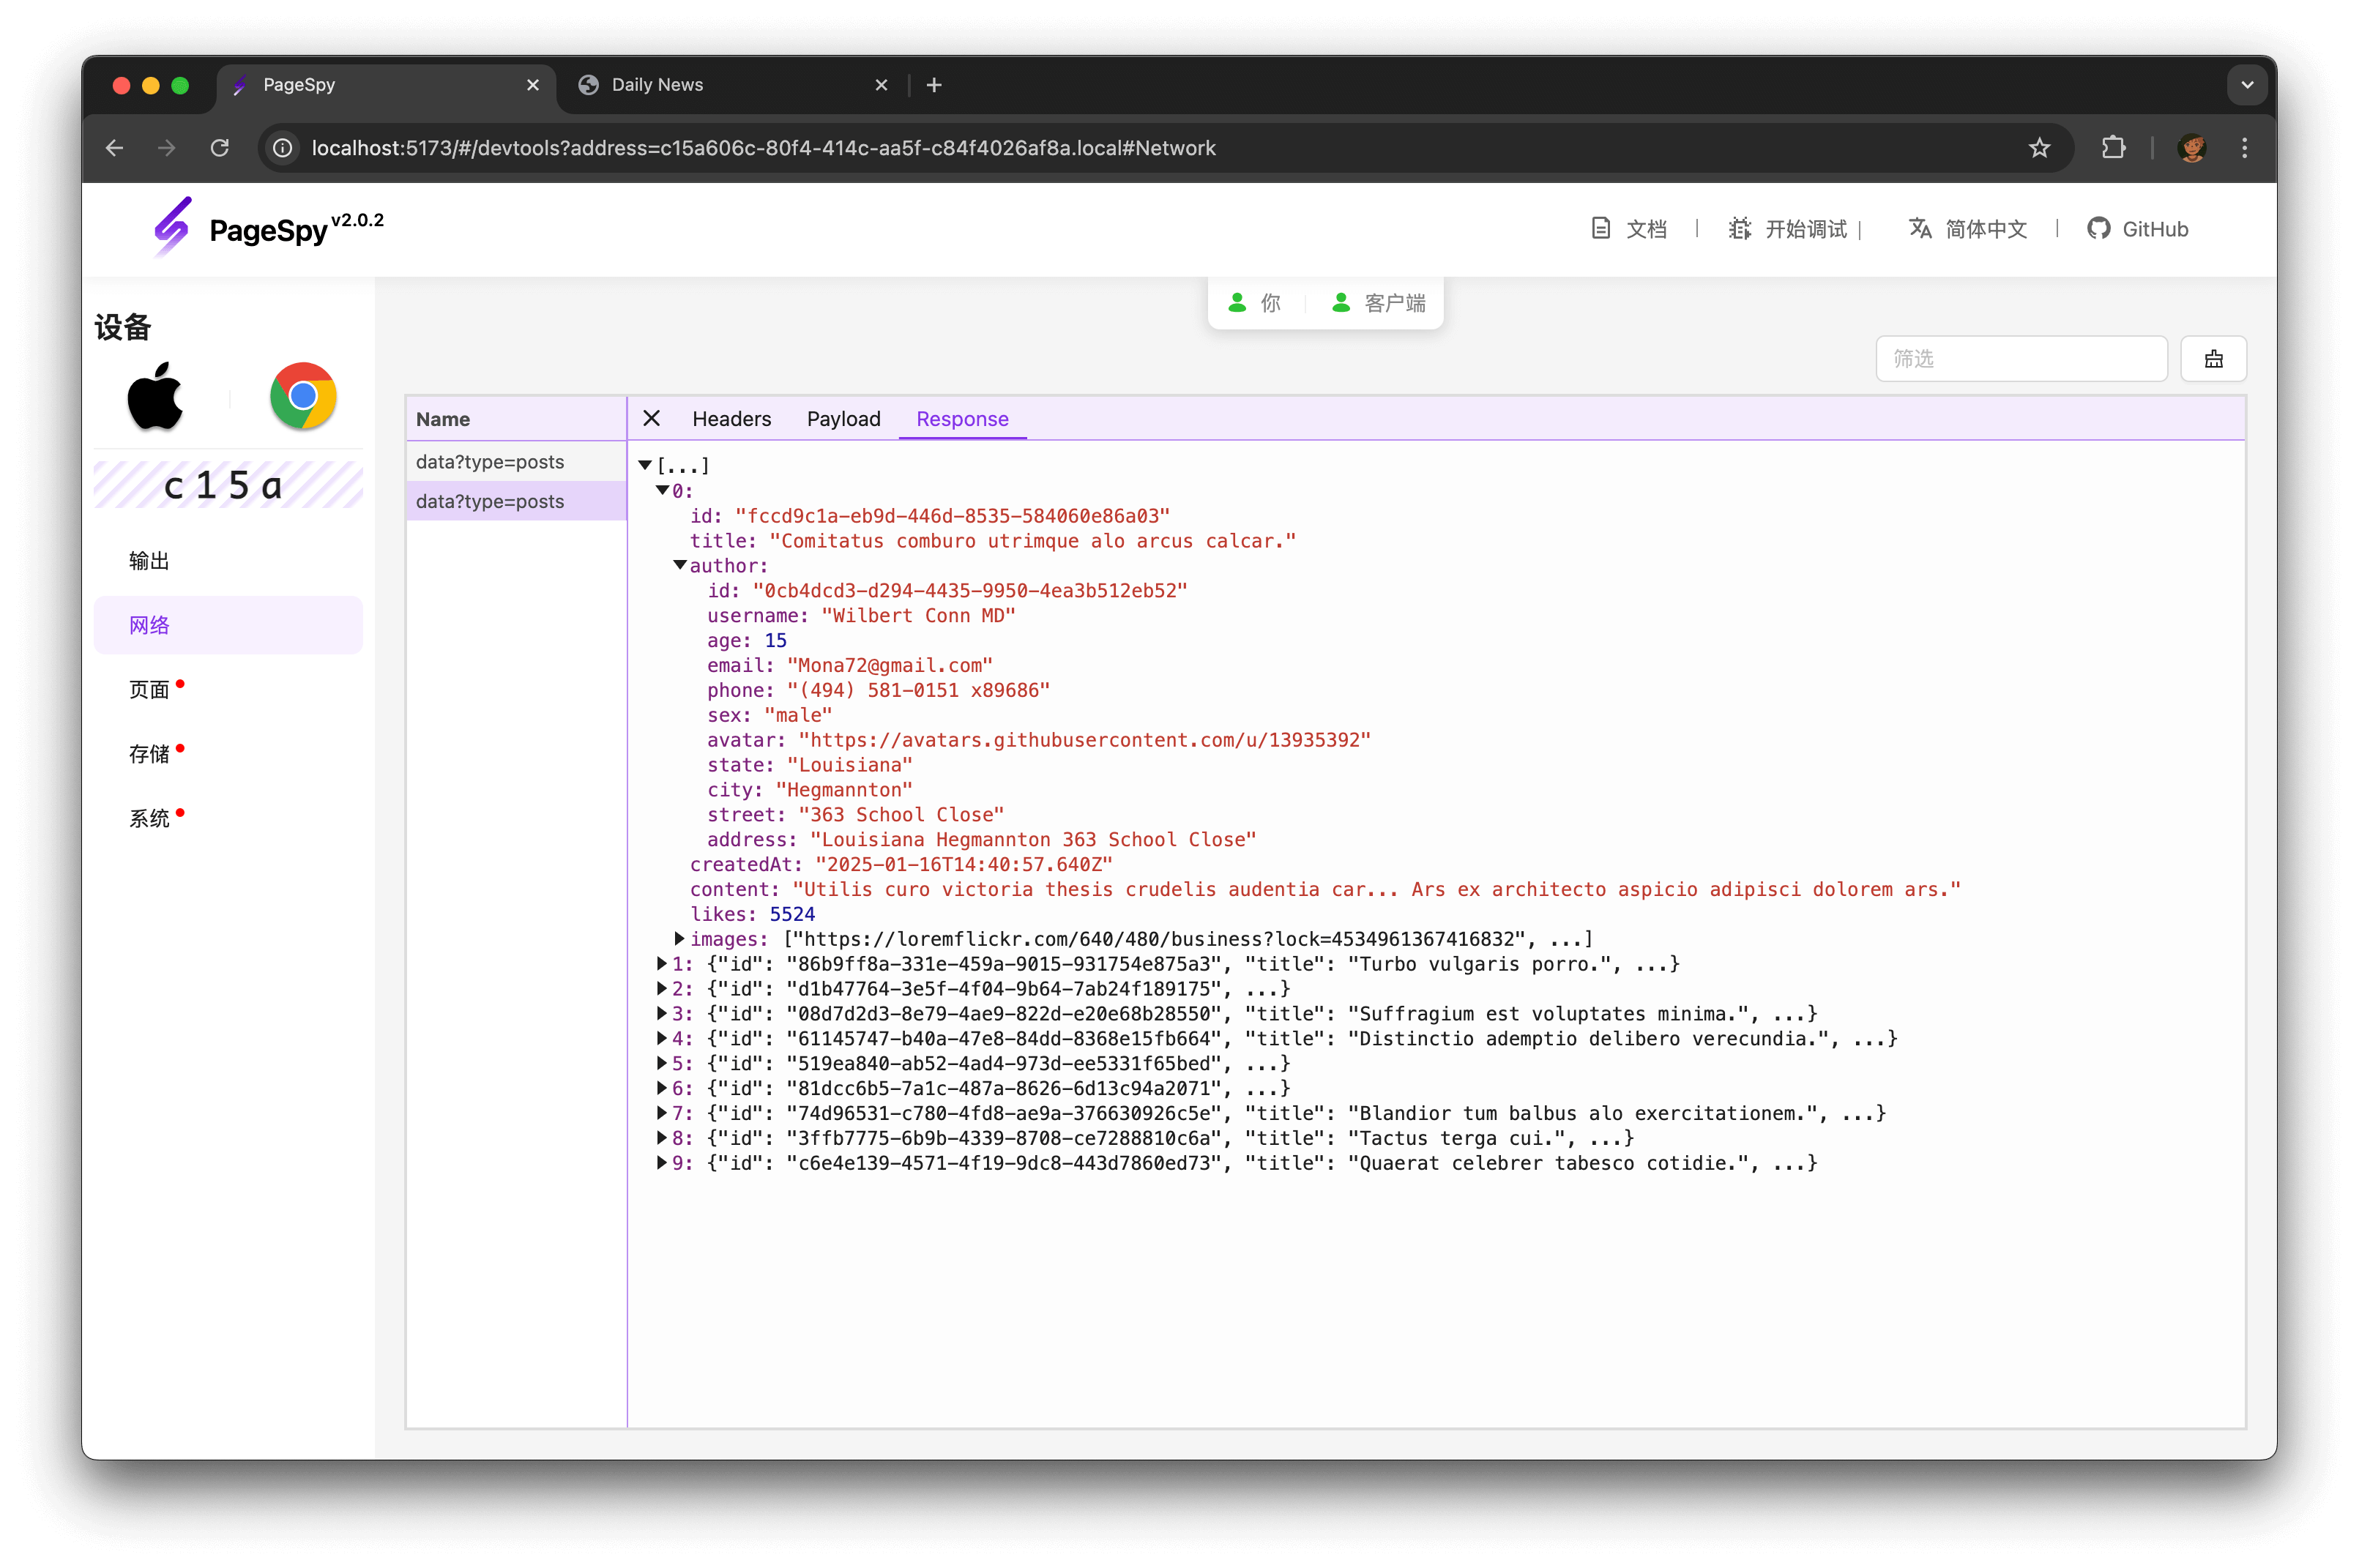 PageSpy
Daily News
localhost:5173/#/devtools?address=c15a606c-80f4-414c-aa5f-c84f4026af8a.local#Network
PageSpy v2.0.2
文档 | 开始调试 | 简体中文 | GitHub
你 客户端
设备
筛选
c15a
输出
网络
页面
存储
系统
Name
data?type=posts
data?type=posts
Headers Payload Response
[...]
0:
id: "fccd9c1a-eb9d-446d-8535-584060e86a03"
title: "Comitatus comburo utrimque alo arcus calcar."
author:
id: "0cb4dcd3-d294-4435-9950-4ea3b512eb52"
username: "Wilbert Conn MD"
age: 15
email: "Mona72@gmail.com"
phone: "(494) 581-0151 x89686"
sex: "male"
avatar: "https://avatars.githubusercontent.com/u/13935392"
state: "Louisiana"
city: "Hegmannton"
street: "363 School Close"
address: "Louisiana Hegmannton 363 School Close"
createdAt: "2025-01-16T14:40:57.640Z"
content: "Utilis curo victoria thesis crudelis audentia car... Ars ex architecto aspicio adipisci dolorem ars."
likes: 5524
images: ["https://loremflickr.com/640/480/business?lock=4534961367416832", ...]
1: {"id": "86b9ff8a-331e-459a-9015-931754e875a3", "title": "Turbo vulgaris porro.", ...}
2: {"id": "d1b47764-3e5f-4f04-9b64-7ab24f189175", ...}
3: {"id": "08d7d2d3-8e79-4ae9-822d-e20e68b28550", "title": "Suffragium est voluptates minima.", ...}
4: {"id": "61145747-b40a-47e8-84dd-8368e15fb664", "title": "Distinctio ademptio delibero verecundia.", ...}
5: {"id": "519ea840-ab52-4ad4-973d-ee5331f65bed", ...}
6: {"id": "81dcc6b5-7a1c-487a-8626-6d13c94a2071", ...}
7: {"id": "74d96531-c780-4fd8-ae9a-376630926c5e", "title": "Blandior tum balbus alo exercitationem.", ...}
8: {"id": "3ffb7775-6b9b-4339-8708-ce7288810c6a", "title": "Tactus terga cui.", ...}
9: {"id": "c6e4e139-4571-4f19-9dc8-443d7860ed73", "title": "Quaerat celebrer tabesco cotidie.", ...}